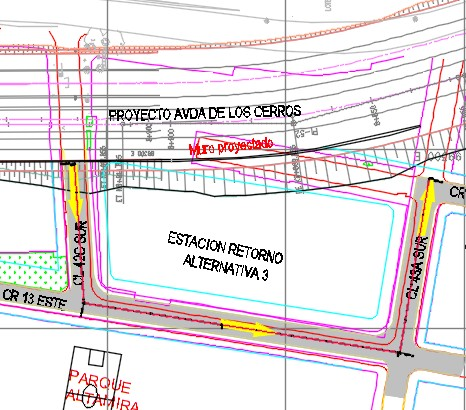 PROYECTO AVDA DE LOS CERROS
Muro proyectado
ESTACION RETORNO
ALTERNATIVA 3
CL 42C SUR
CL 43A SUR
CR 13 ESTE
CR
PARQUE
ALTAMIRA